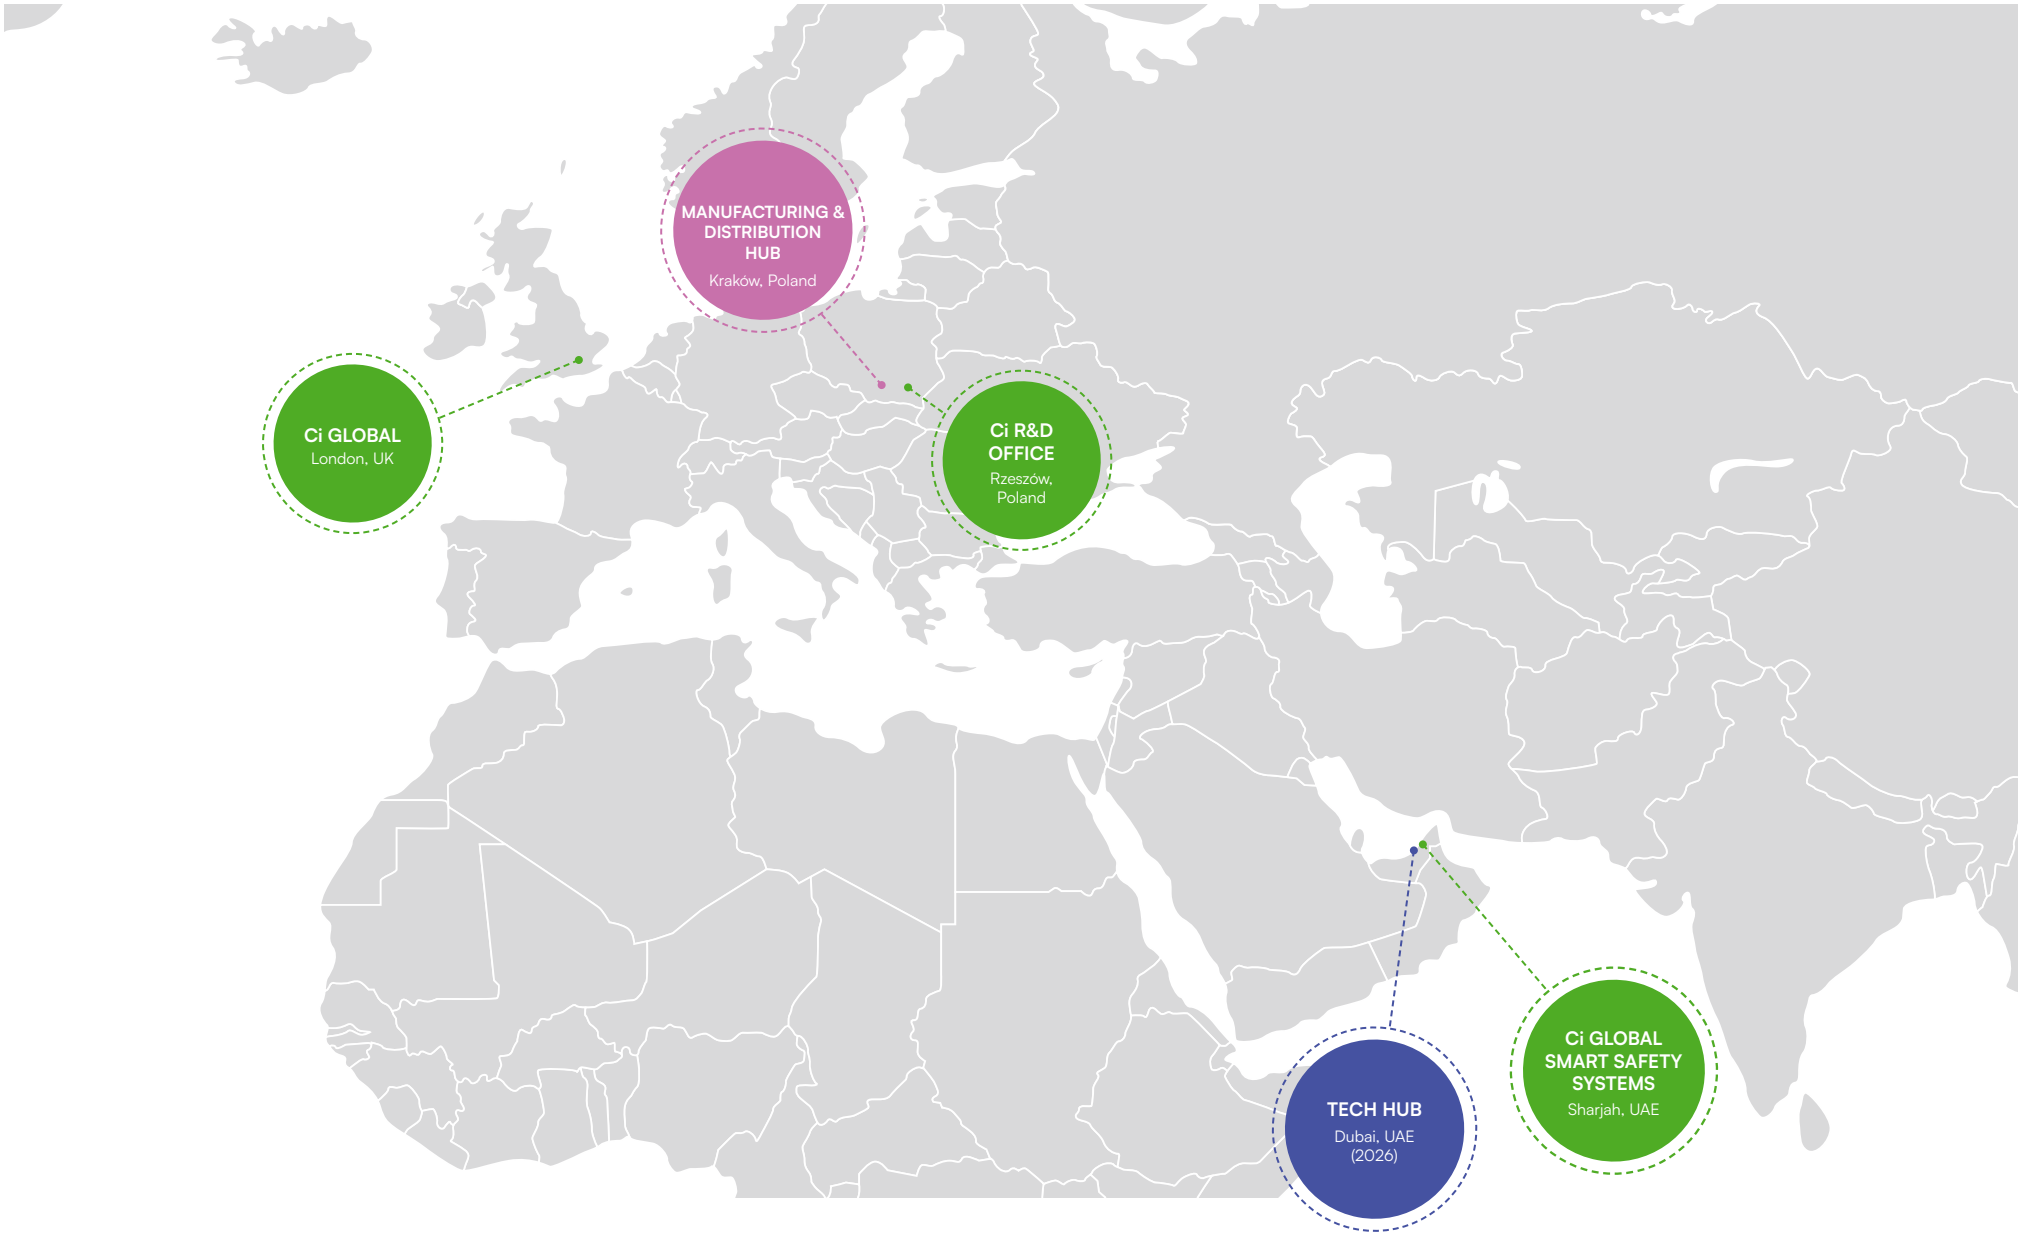 MANUFACTURING &
DISTRIBUTION
HUB
Kraków, Poland
Ci GLOBAL
London, UK
Ci R&D
OFFICE
Rzeszów,
Poland
Ci GLOBAL
SMART SAFETY
SYSTEMS
Sharjah, UAE
TECH HUB
Dubai, UAE
(2026)